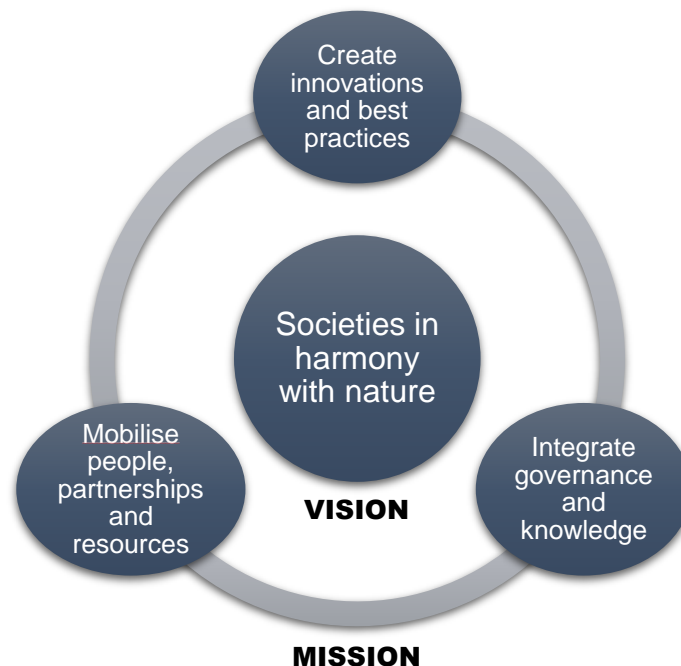 Create
innovations
and best
practices
Societies in
harmony
with nature
VISION
Mobilise
people,
partnerships
and
resources
Integrate
governance
and
knowledge
MISSION